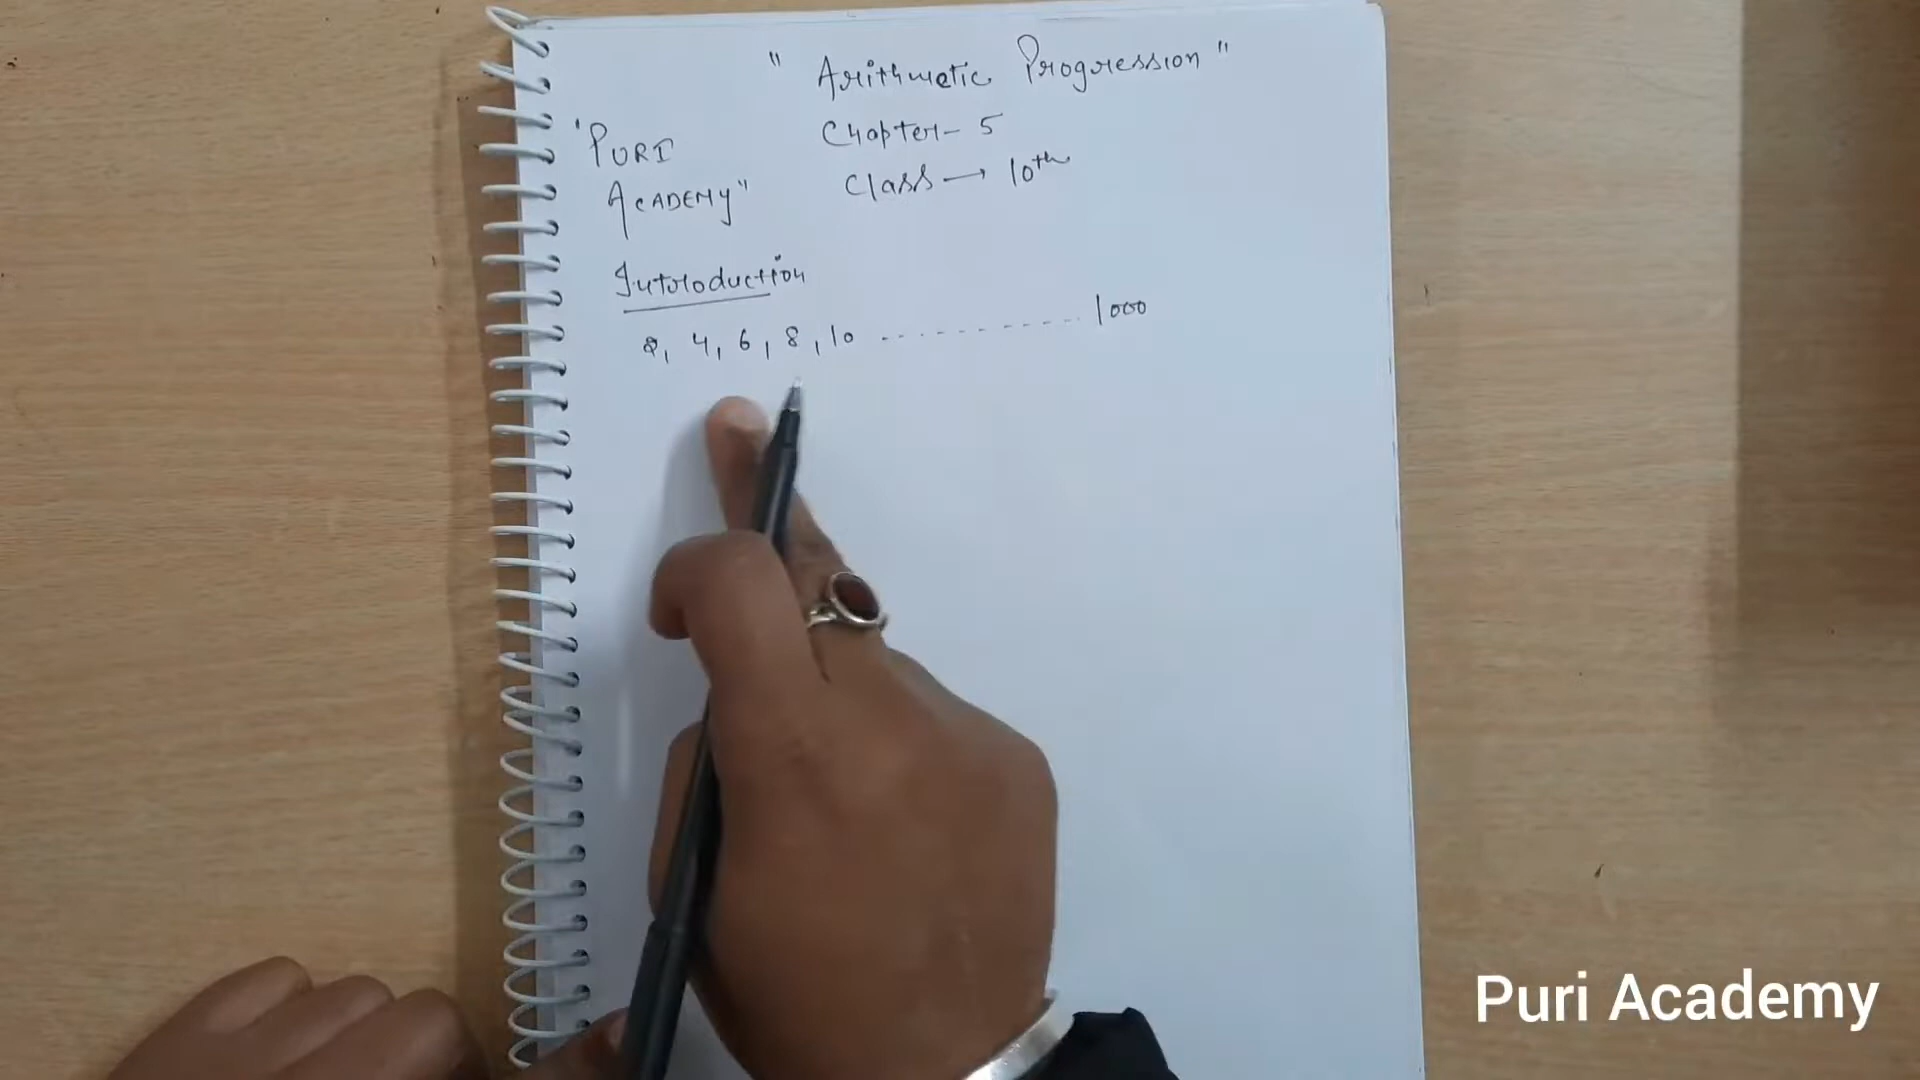 " Arithmetic Progression "
'PURI
ACADEMY"
Chapter- 5
Class → 10th
Introduction
2, 4, 6, 8, 10 ............ 1000
Puri Academy